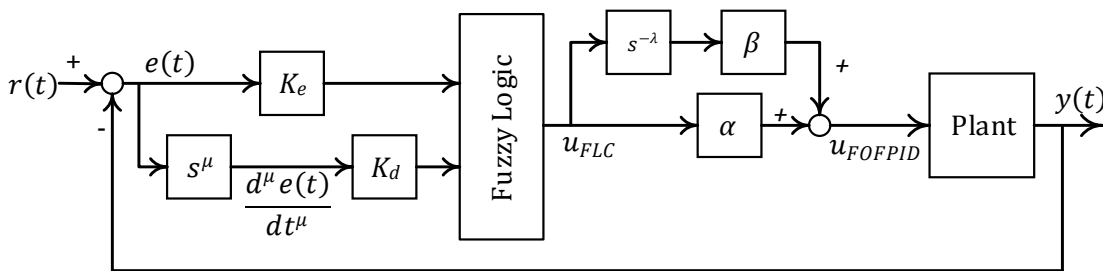 r(t)
+
-
e(t)
K_e
s^μ
d^μ e(t)
dt^μ
K_d
Fuzzy Logic
u_FLC
s^-λ
β
+
α
+
u_FOFPID
Plant
y(t)